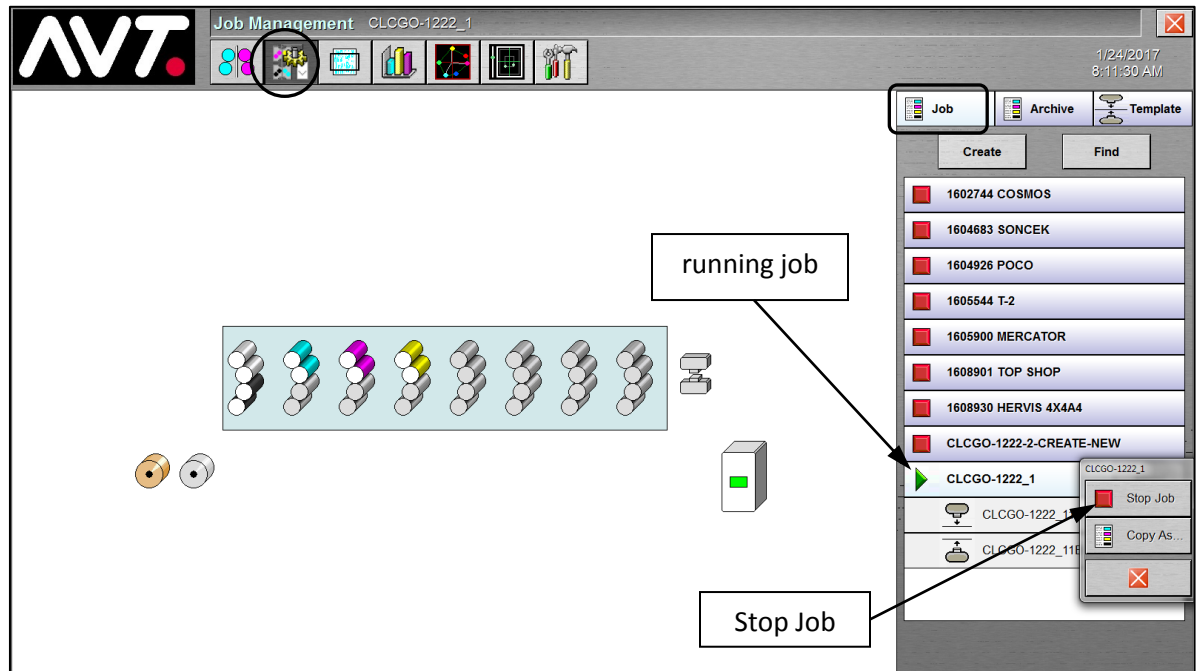 AVT.
Job Management CLCGO-1222_1
1/24/2017
8:11:30 AM
Job
Archive
Template
Create
Find
1602744 COSMOS
1604683 SONCEK
1604926 POCO
1605544 T-2
1605900 MERCATOR
1608901 TOP SHOP
1608930 HERVIS 4X4A4
CLCGO-1222-2-CREATE-NEW
CLCGO-1222_1
CLCGO-1222_1
Stop Job
Copy As...
CLCGO-1222_11B
running job
Stop Job